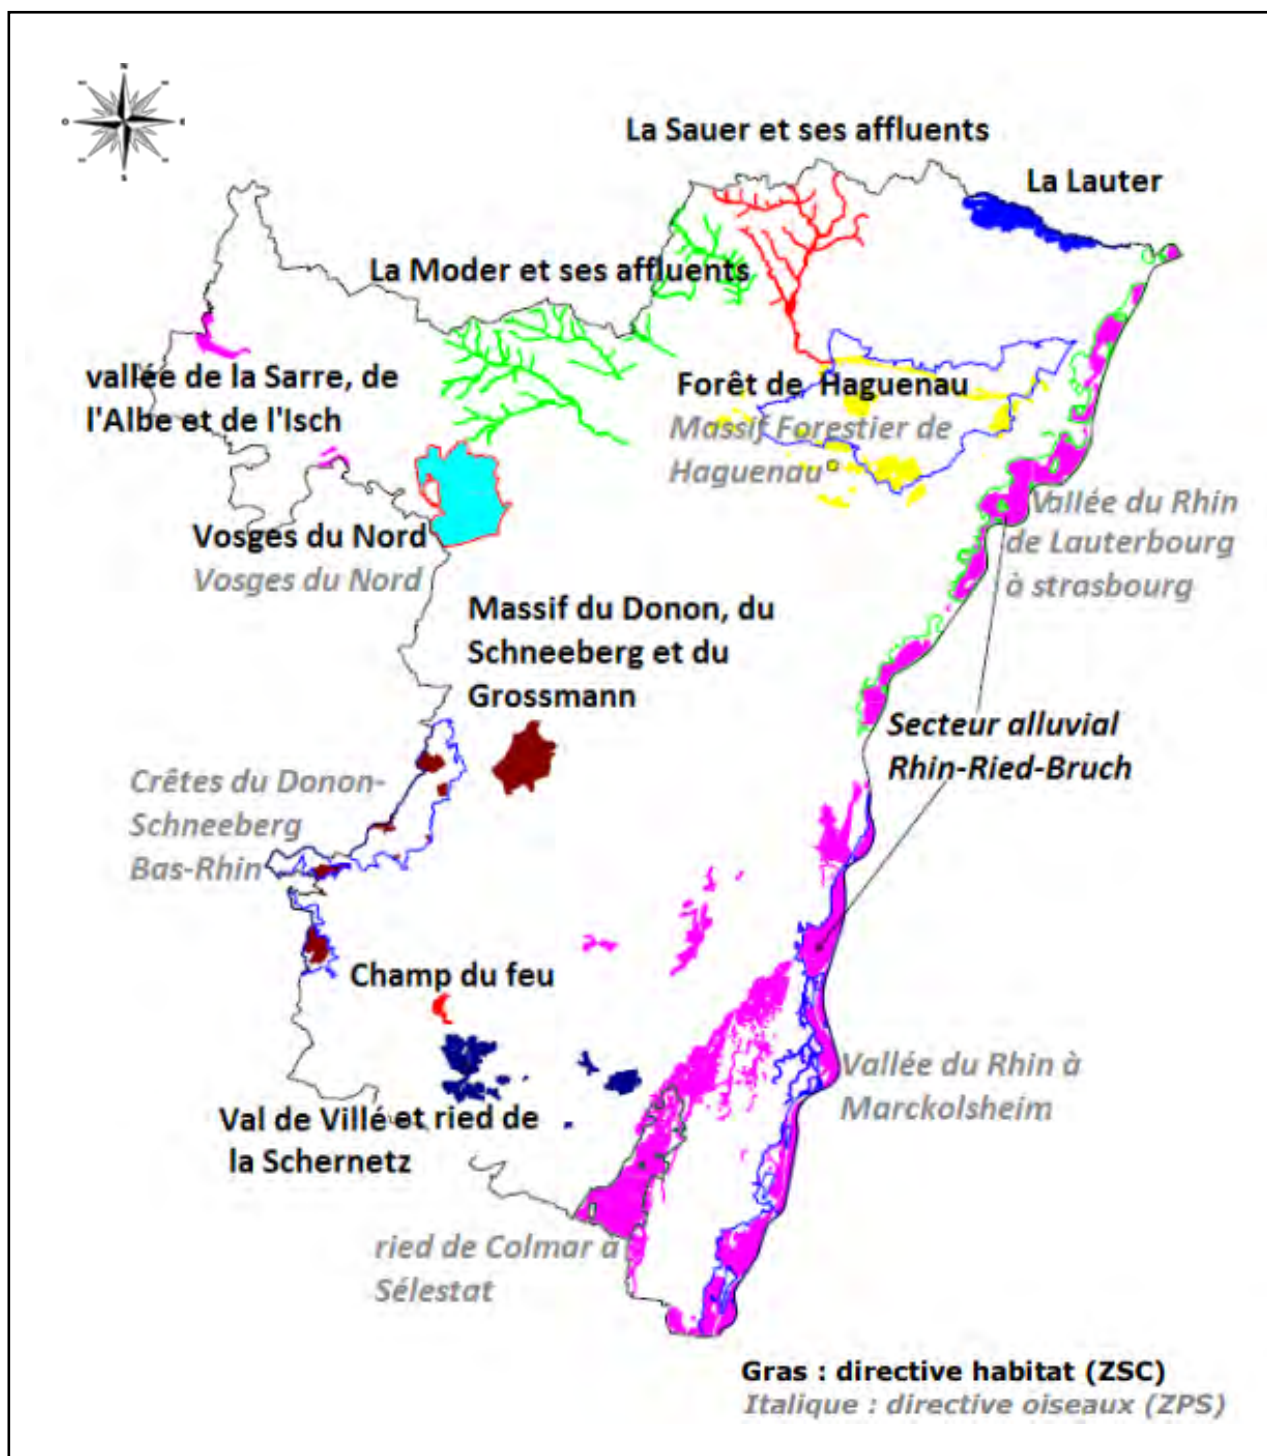 N
La Sauer et ses affluents
La Lauter
La Moder et ses affluents
vallée de la Sarre, de
l'Albe et de l'Isch
Forêt de Haguenau
Massif Forestier de
Haguenau
Vosges du Nord
Vosges du Nord
Vallée du Rhin
de Lauterbourg
à strasbourg
Massif du Donon, du
Schneeberg et du
Grossmann
Secteur alluvial
Rhin-Ried-Bruch
Crêtes du Donon-
Schneeberg
Bas-Rhin
Champ du feu
Vallée du Rhin à
Marckolsheim
Val de Villé et ried de
la Schernetz
ried de Colmar à
Sélestat
Gras : directive habitat (ZSC)
Italique : directive oiseaux (ZPS)